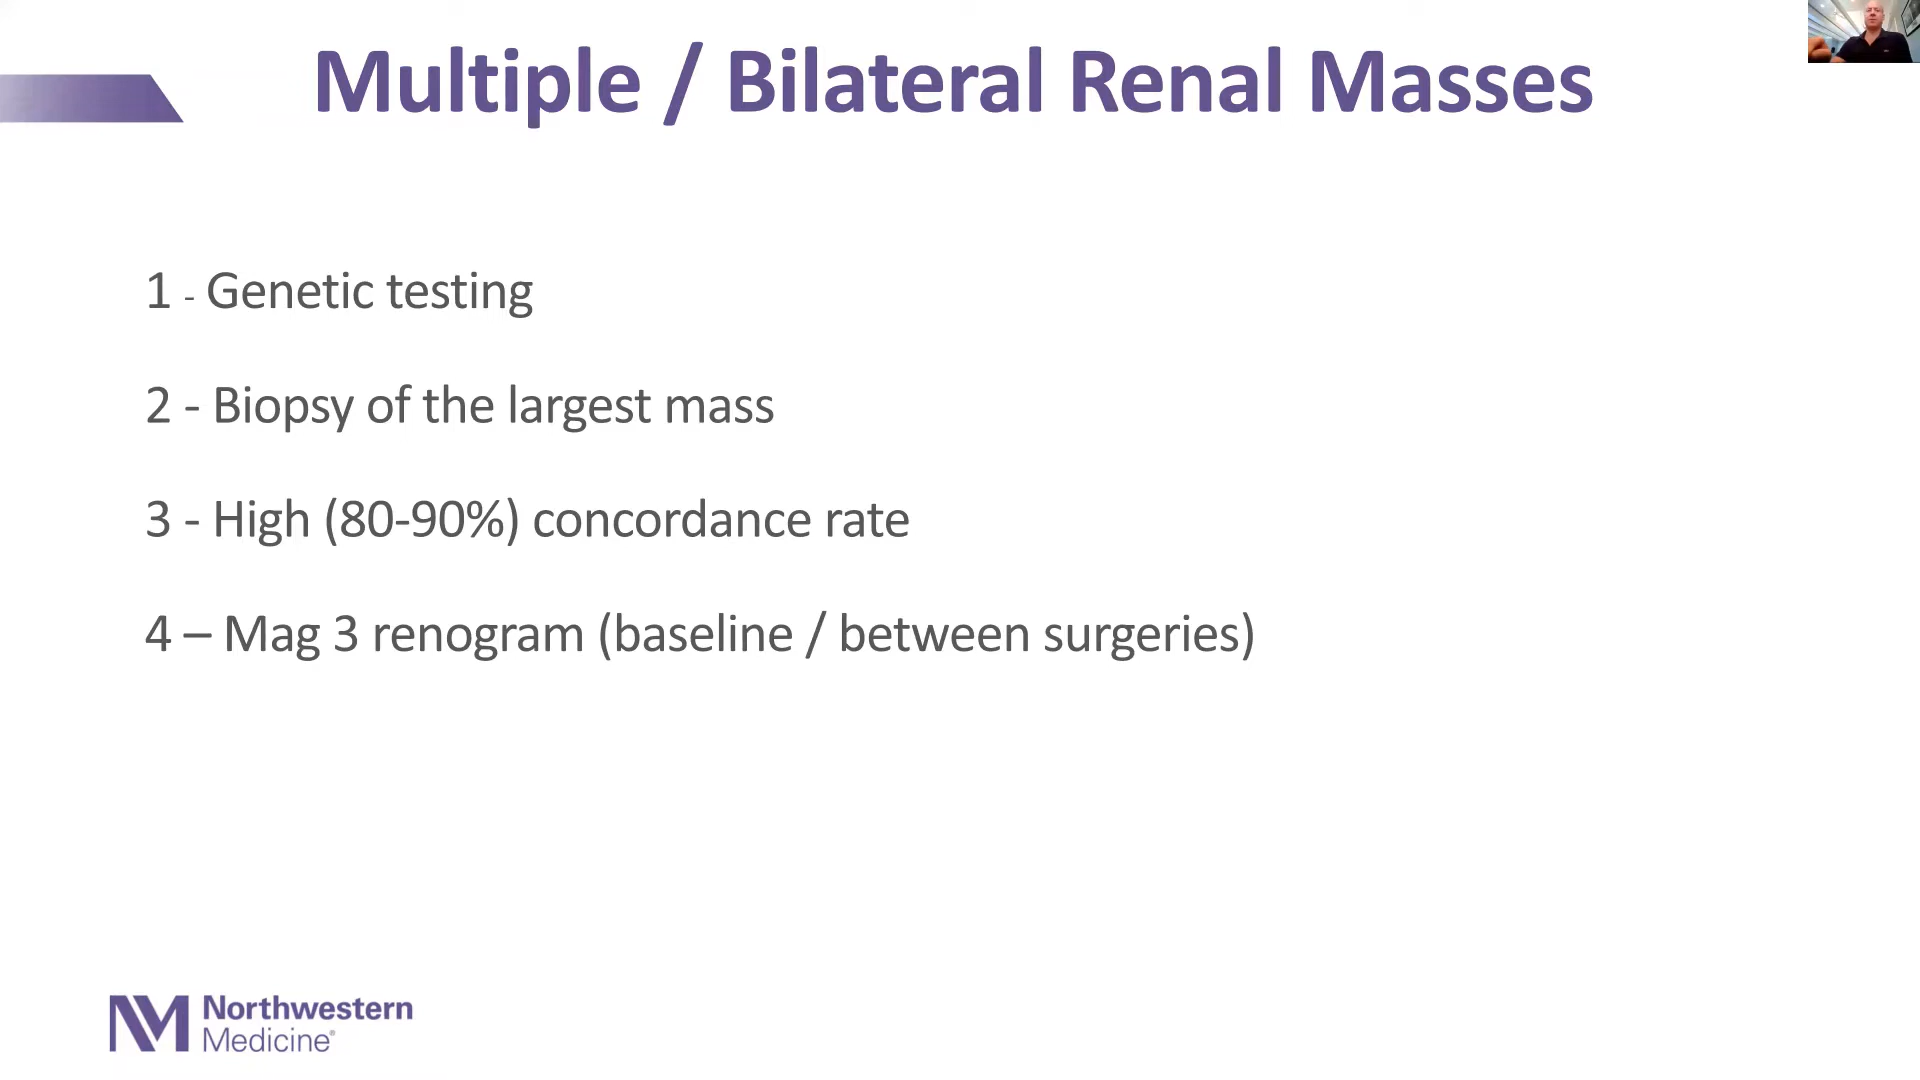 Multiple / Bilateral Renal Masses
1 - Genetic testing
2 - Biopsy of the largest mass
3 - High (80-90%) concordance rate
4 – Mag 3 renogram (baseline / between surgeries)
Northwestern
Medicine®